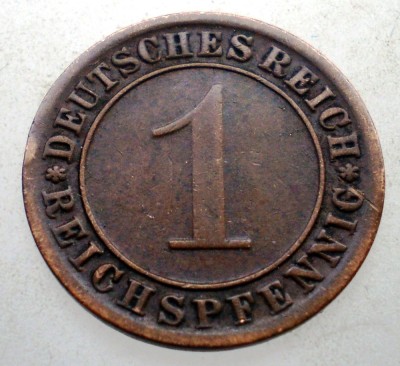 *DEUTSCHES REICH*
1
REICHSPFENNIG